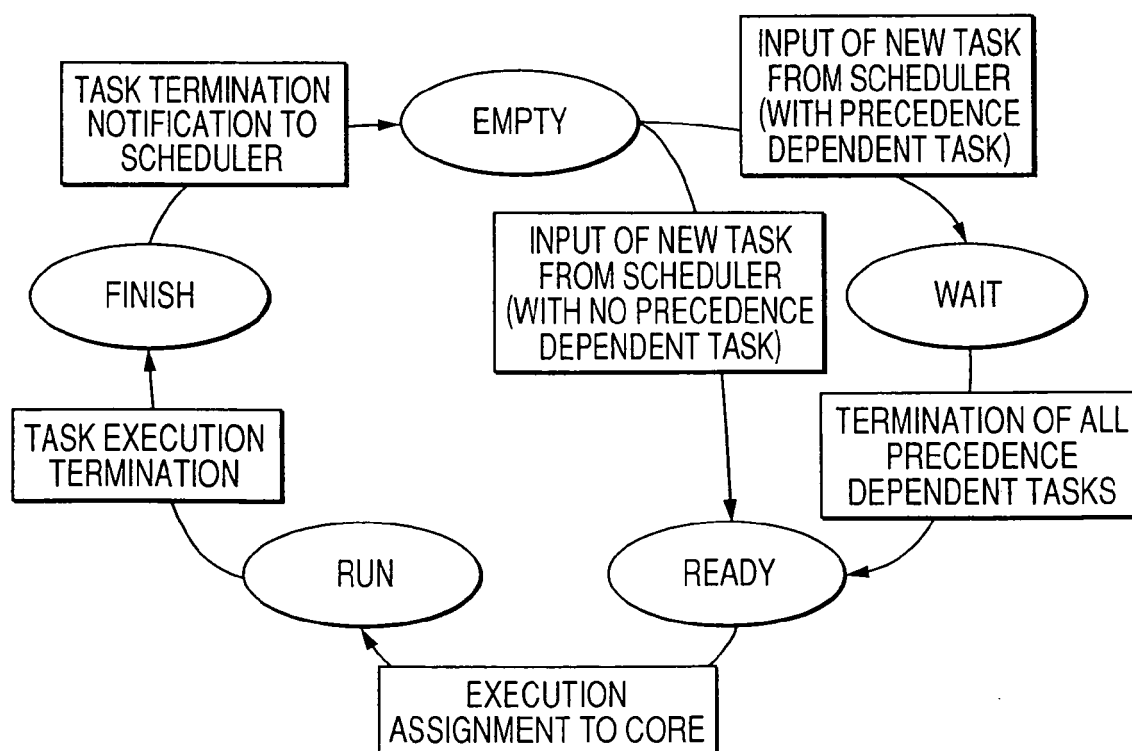 TASK TERMINATION
NOTIFICATION TO
SCHEDULER
EMPTY
INPUT OF NEW TASK
FROM SCHEDULER
(WITH PRECEDENCE
DEPENDENT TASK)
INPUT OF NEW TASK
FROM SCHEDULER
(WITH NO PRECEDENCE
DEPENDENT TASK)
FINISH
WAIT
TASK EXECUTION
TERMINATION
TERMINATION OF ALL
PRECEDENCE
DEPENDENT TASKS
RUN
READY
EXECUTION
ASSIGNMENT TO CORE